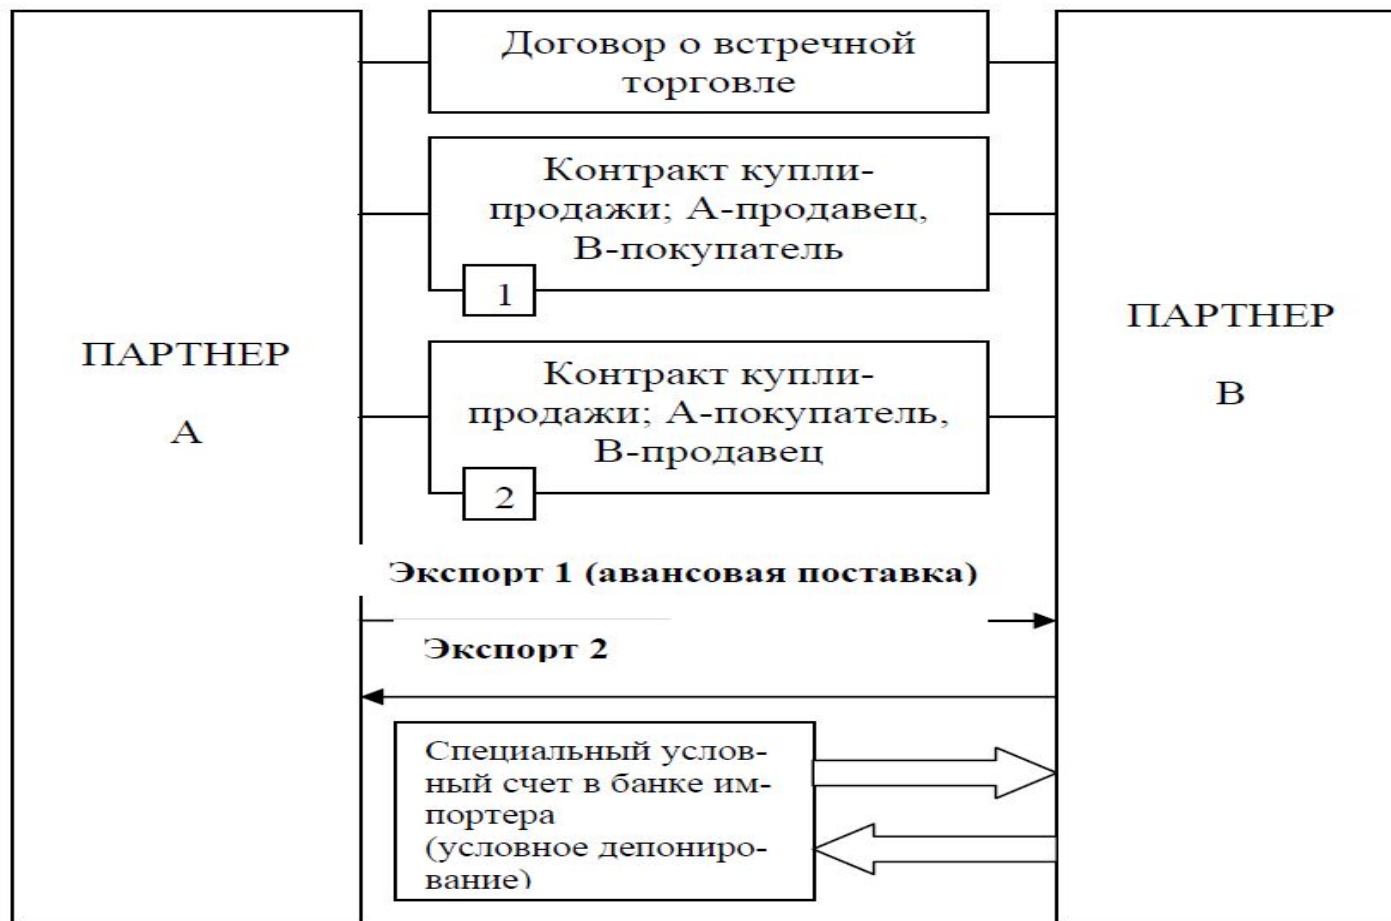 Договор о встречной
торговле
Контракт купли-
продажи; А-продавец,
В-покупатель
1
ПАРТНЕР
А
ПАРТНЕР
В
Контракт купли-
продажи; А-покупатель,
В-продавец
2
Экспорт 1 (авансовая поставка)
Экспорт 2
Специальный услов-
ный счет в банке им-
портера
(условное депониро-
вание)